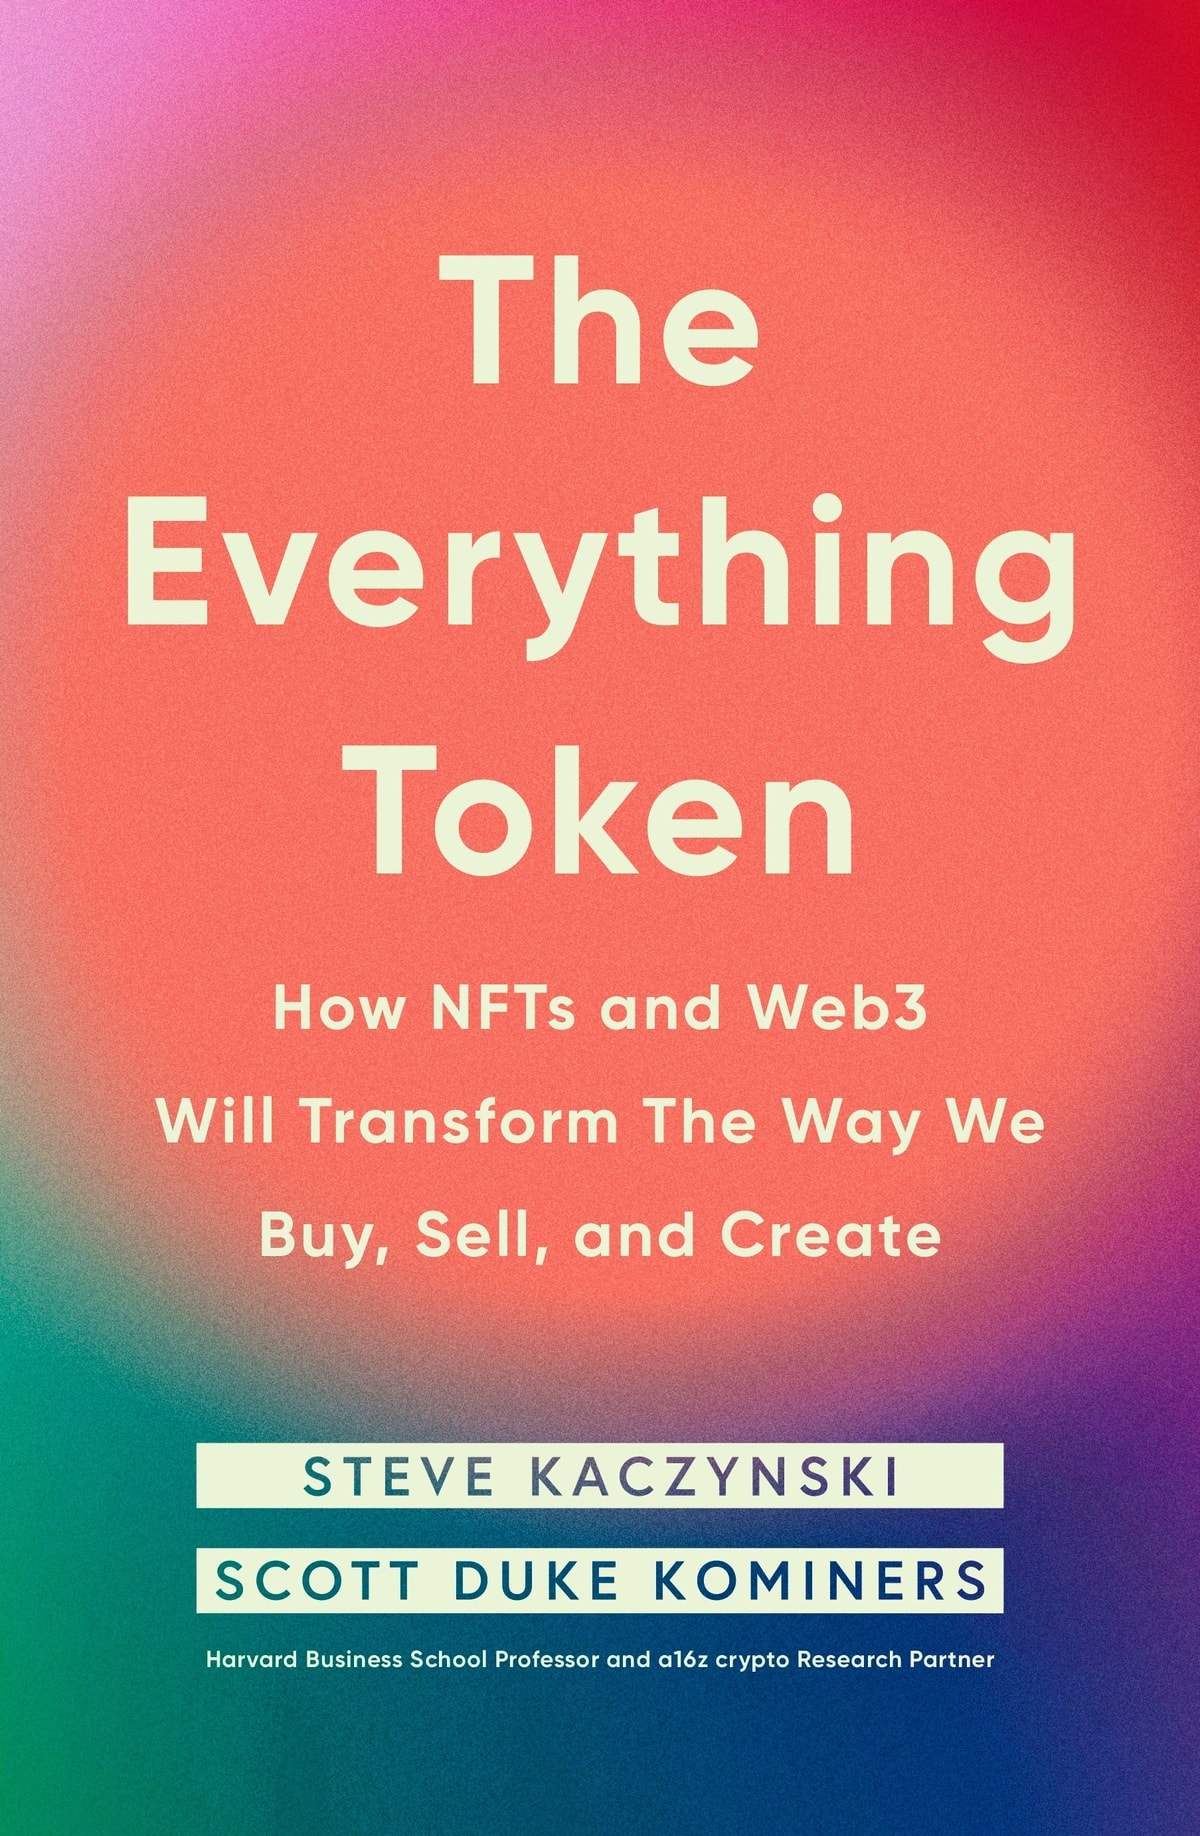 The
Everything
Token
How NFTs and Web3
Will Transform The Way We
Buy, Sell, and Create
STEVE KACZYNSKI
SCOTT DUKE KOMINERS
Harvard Business School Professor and a16z crypto Research Partner